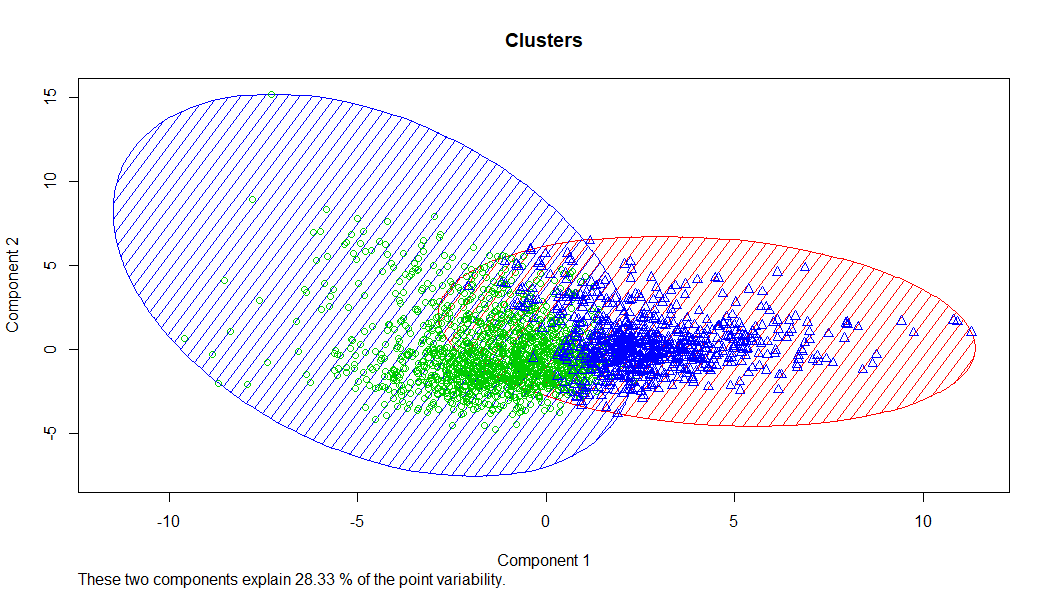 Clusters
15
10
5
0
-5
Component 2
-10
-5
0
5
10
Component 1
These two components explain 28.33 % of the point variability.